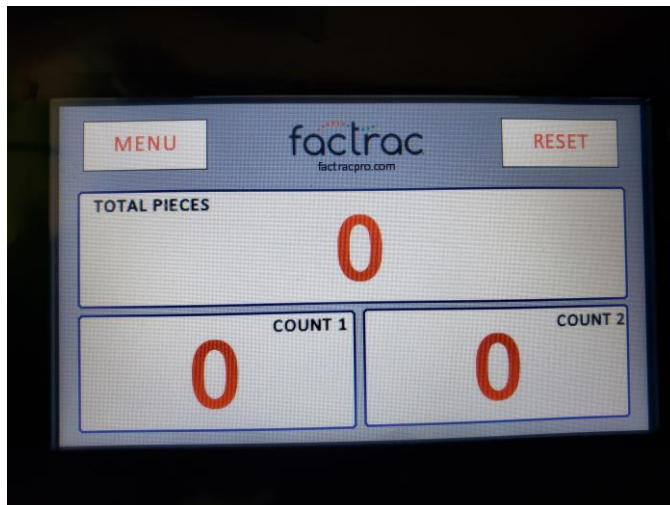 MENU
factrac
factracpro.com
RESET
TOTAL PIECES
0
COUNT 1
0
COUNT 2
0